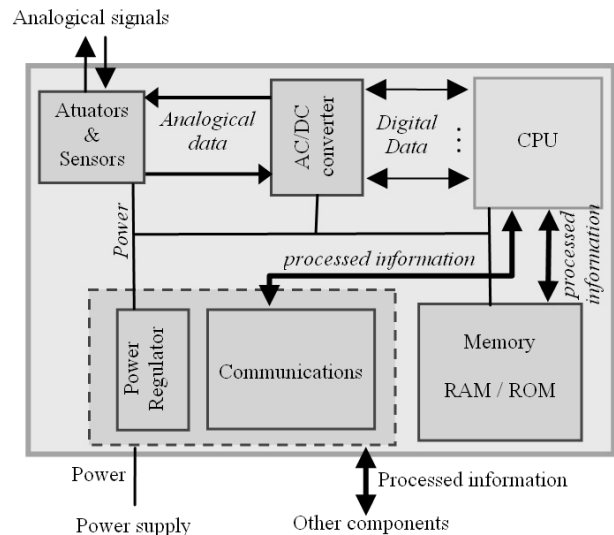 Analogical signals
Atuators
&
Sensors
Analogical
data
AC/DC
converter
Digital
Data
...
CPU
Power
processed information
processed
information
Power
Regulator
Communications
Memory
RAM / ROM
Power
Processed information
Power supply
Other components